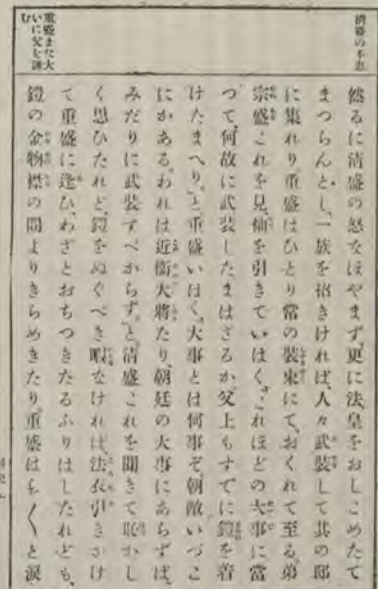 清盛の不忠
然るに清盛の怒なほやまず、更に法皇をおしこめたて
まつらんとし、一族を招きければ、人々武装して其の邸
に集れり。重盛はひとり常の装束にて、おくれて至る。弟
宗盛これを見、袖を引きていはく、「これほどの大事に當
つて、何故に武装したまはざるか。父上もすでに鎧を着
けたまへり」と。重盛いはく、「大事とは何事ぞ。朝敵いづこ
にかある。われは近衞大將たり、朝廷の大事にあらずば、
みだりに武装すべからず。」と。清盛これを聞きて恥かし
く思ひたれど、鎧をぬぐべき暇なければ、法衣引きかけ
て重盛に逢ひ、わざとおちつきたるふりはしたれども、
鎧の金物襟の間よりきらめきたり。重盛はら〱と涙
重盛また大
いに父を諫
む